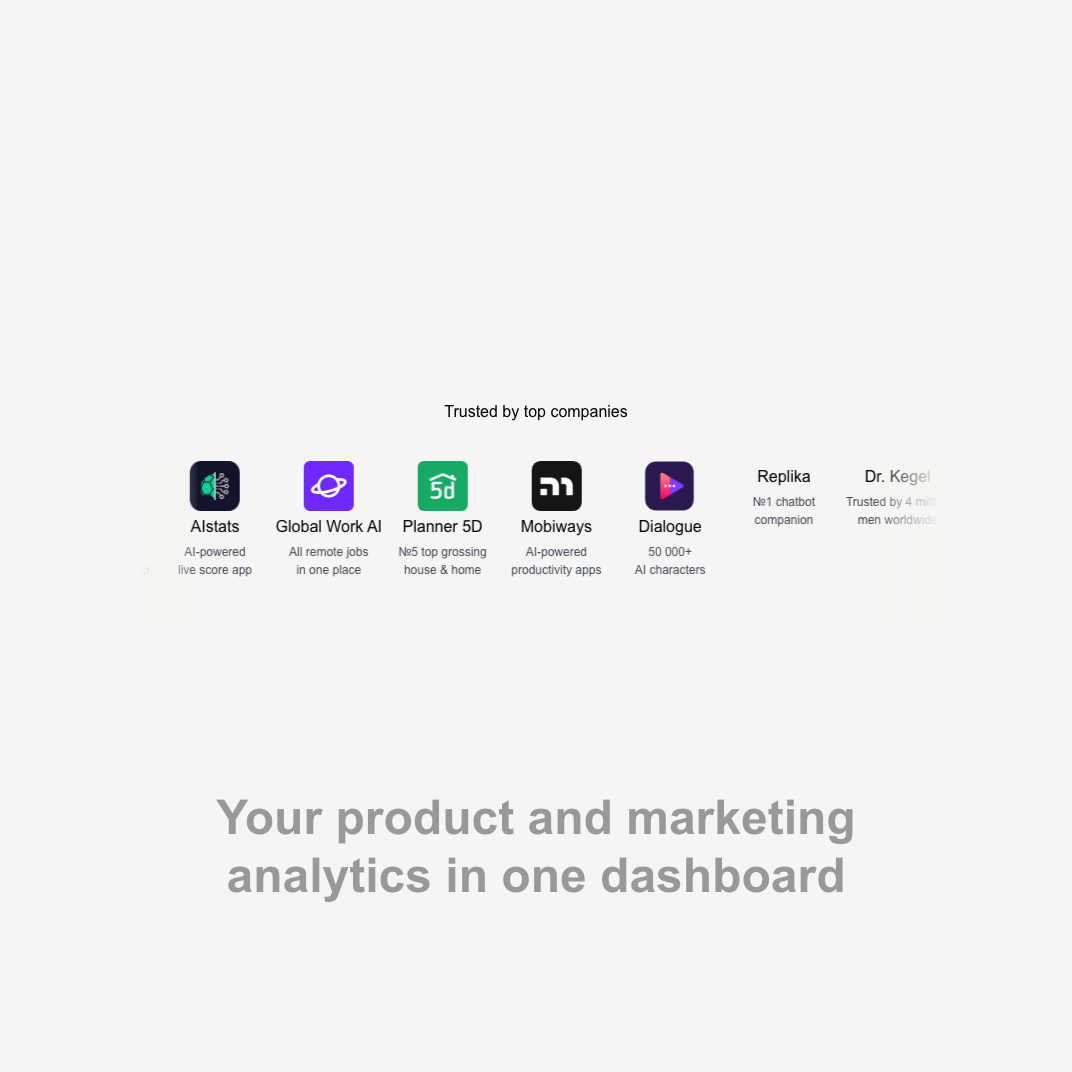 Trusted by top companies
AIstats
AI-powered
live score app
Global Work AI
All remote jobs
in one place
5d
Planner 5D
№5 top grossing
house & home
Mobiways
AI-powered
productivity apps
Dialogue
50 000+
AI characters
Replika
№1 chatbot
companion
Dr. Kegel
Trusted by 4
men worldwide
Your product and marketing
analytics in one dashboard